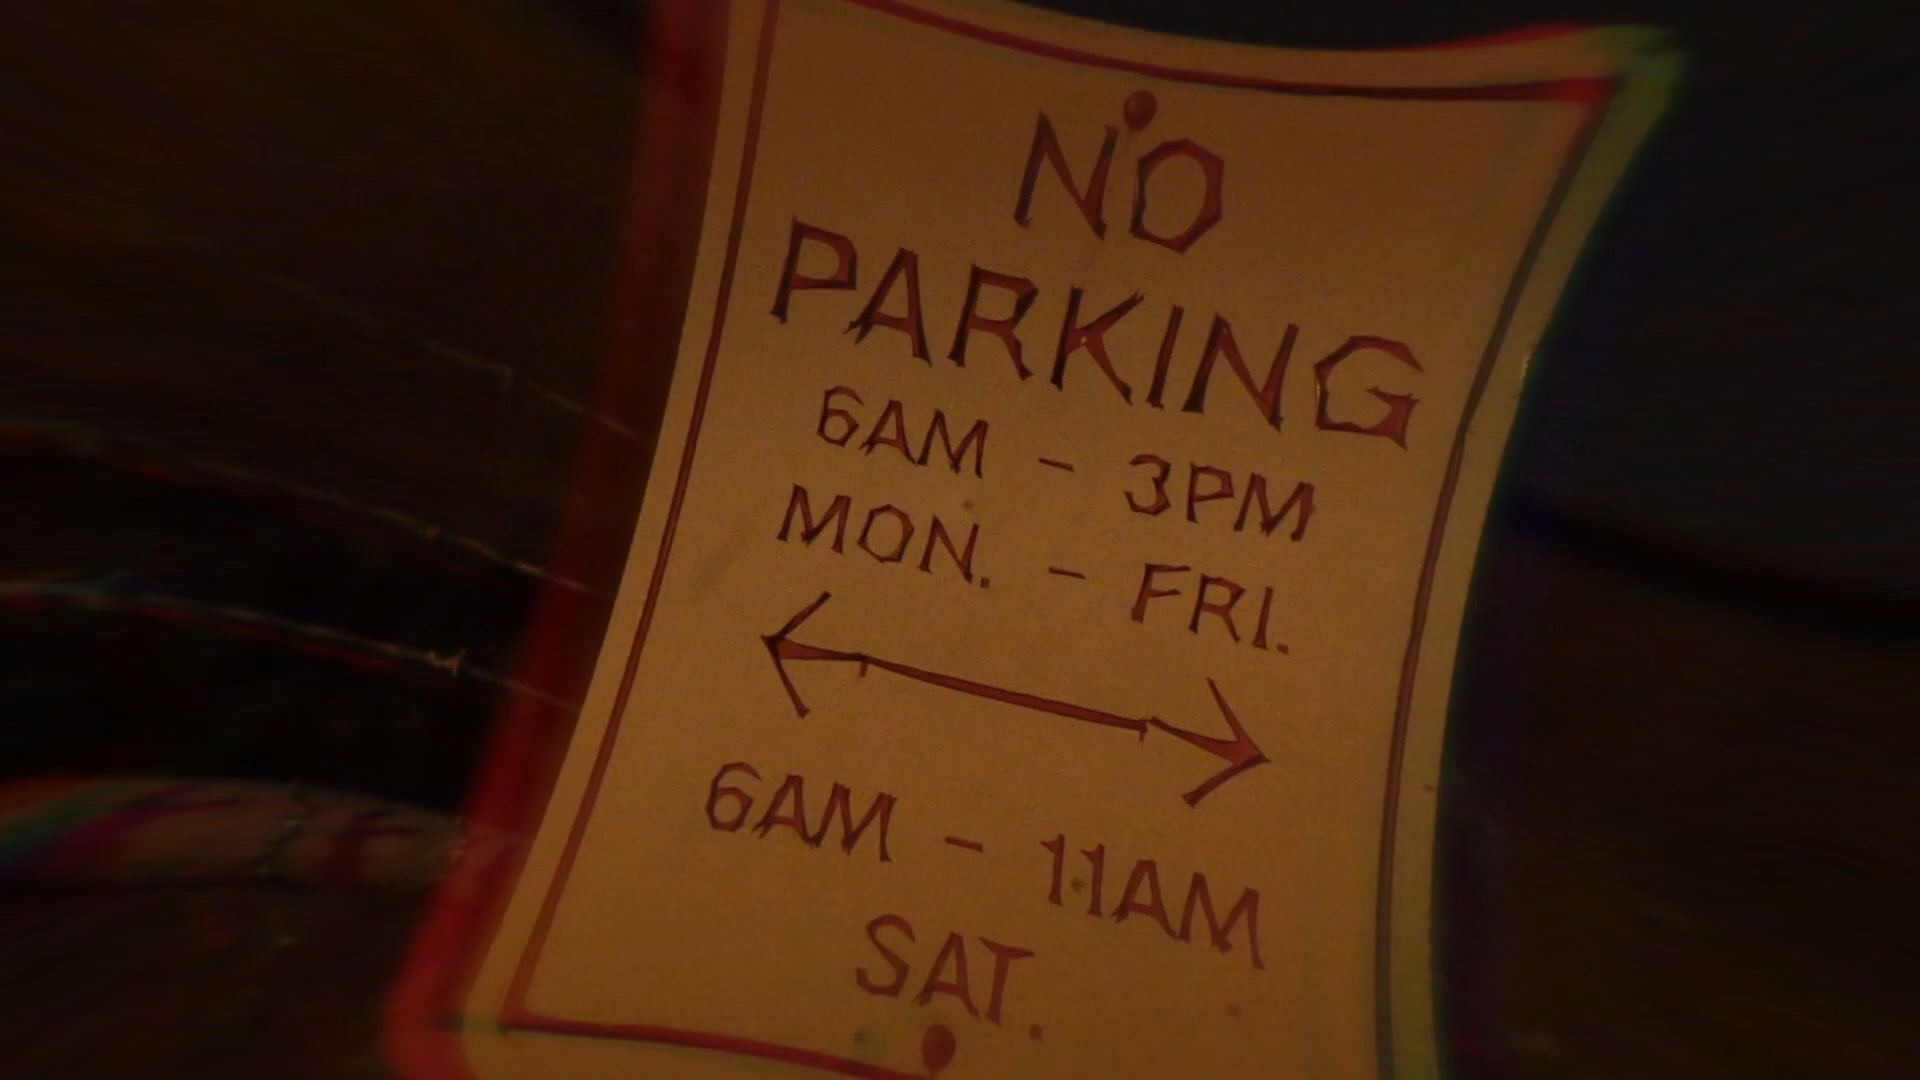 NO
PARKING
6AM - 3PM
MON. - FRI.
6AM - 11AM
SAT.